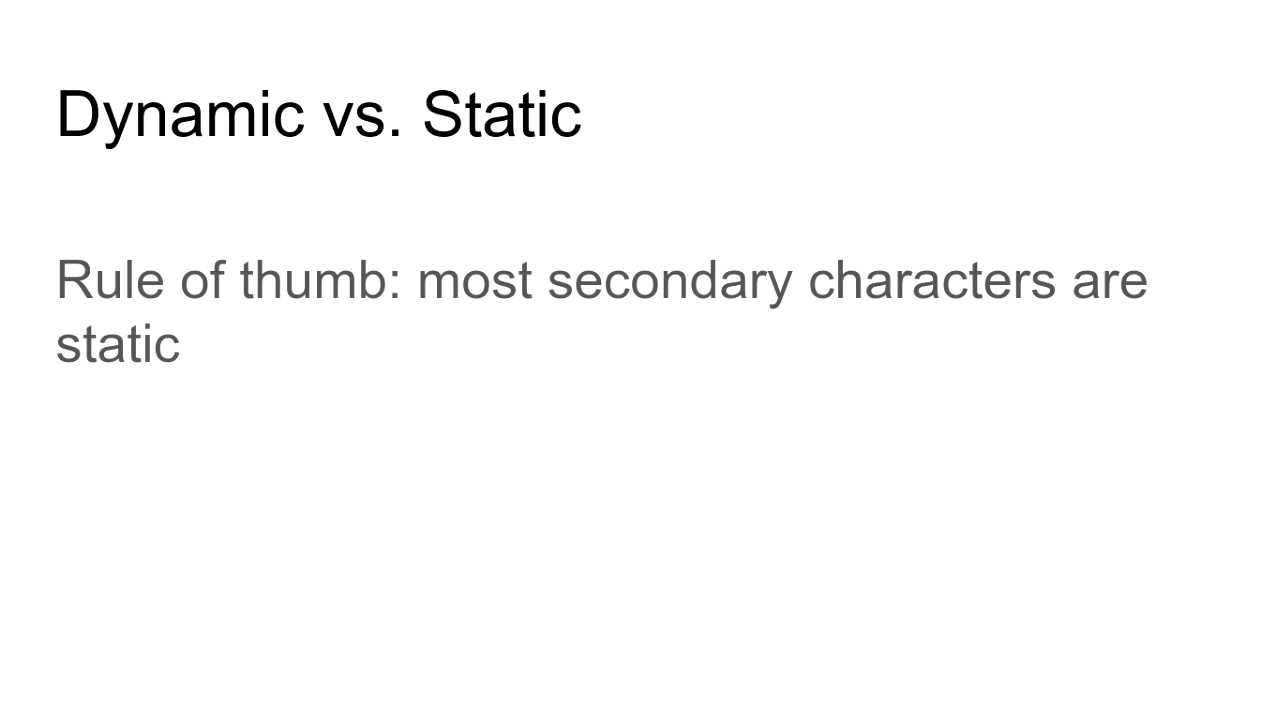 Dynamic vs. Static
Rule of thumb: most secondary characters are
static